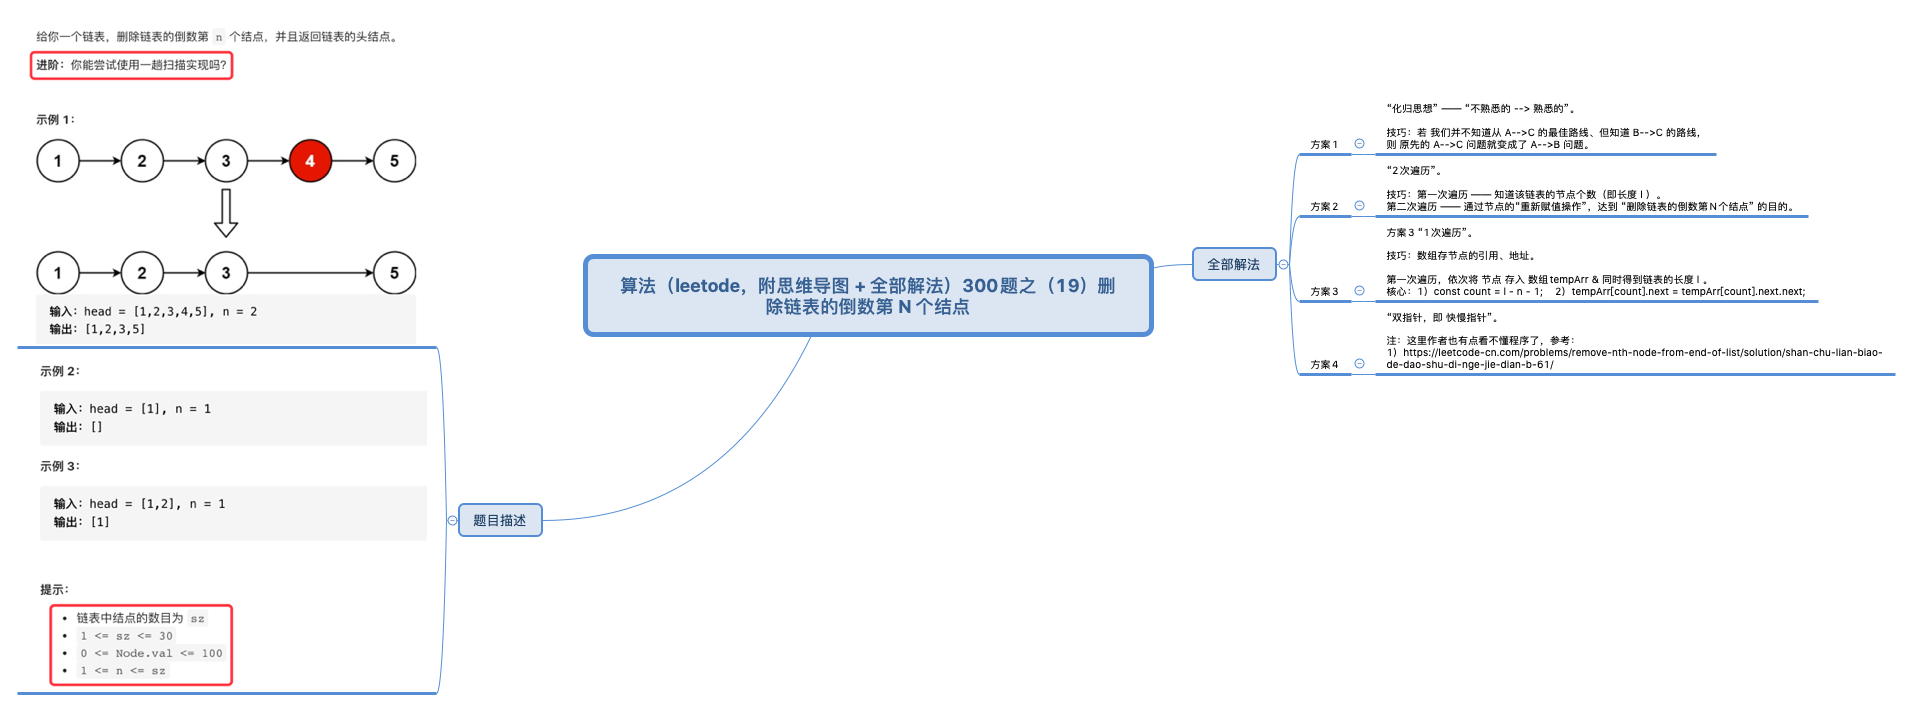 给你一个链表，删除链表的倒数第 n 个结点，并且返回链表的头结点。
进阶：你能尝试使用一趟扫描实现吗？
示例 1：
1 2 3 4 5
1 2 3 5
输入：head = [1,2,3,4,5], n = 2
输出：[1,2,3,5]
示例 2：
输入：head = [1], n = 1
输出：[]
示例 3：
输入：head = [1,2], n = 1
输出：[1]
提示：
• 链表中结点的数目为 sz
• 1 <= sz <= 30
• 0 <= Node.val <= 100
• 1 <= n <= sz
题目描述
算法（leetode，附思维导图 + 全部解法）300题之（19）删
除链表的倒数第 N 个结点
全部解法
方案 1
“化归思想” —— “不熟悉的 --> 熟悉的”。
技巧：若 我们并不知道从 A-->C 的最佳路线、但知道 B-->C 的路线，
则 原先的 A-->C 问题就变成了 A-->B 问题。
方案 2
“2 次遍历”。
技巧：第一次遍历 —— 知道该链表的节点个数（即长度 l ）。
第二次遍历 —— 通过节点的“重新赋值操作”，达到 “删除链表的倒数第 N 个结点” 的目的。
方案 3
方案 3 “1 次遍历”。
技巧：数组存节点的引用、地址。
第一次遍历，依次将 节点 存入 数组 tempArr & 同时得到链表的长度 l 。
核心：1）const count = l - n - 1; 2）tempArr[count].next = tempArr[count].next.next;
方案 4
“双指针，即 快慢指针”。
注：这里作者也有点看不懂程序了，参考：
1）https://leetcode-cn.com/problems/remove-nth-node-from-end-of-list/solution/shan-chu-lian-biao-
de-dao-shu-di-nge-jie-dian-b-61/